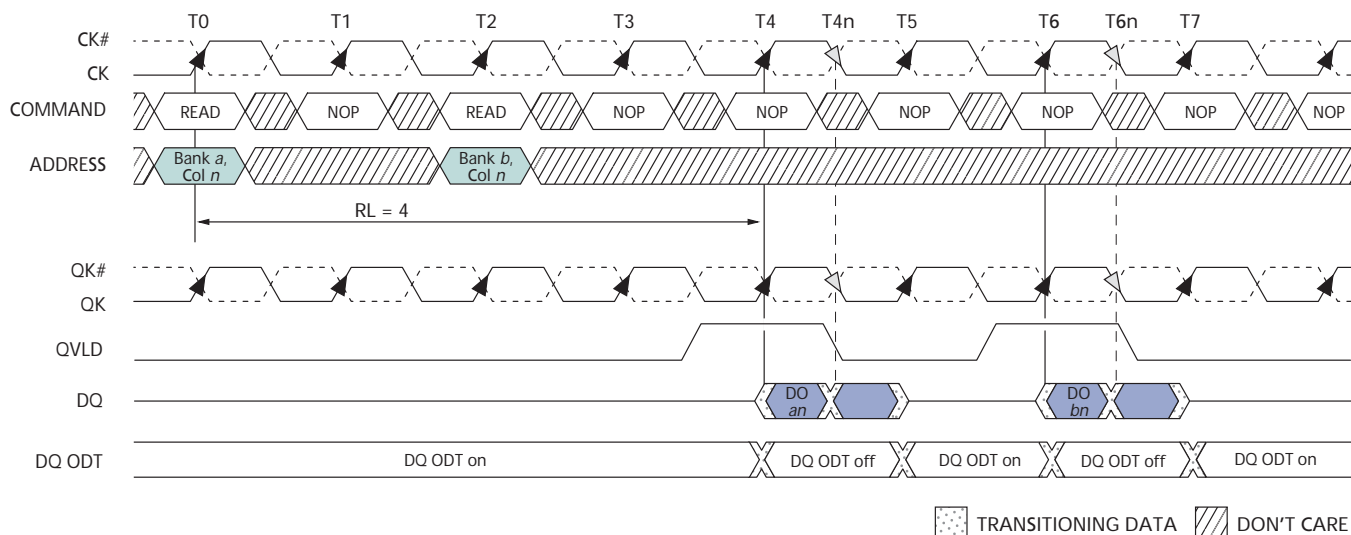 T0 T1 T2 T3 T4 T4n T5 T6 T6n T7
CK#
CK
COMMAND READ NOP READ NOP NOP NOP NOP NOP NOP
ADDRESS Bank a, Bank b,
Col n Col n
RL = 4
QK#
QK
QVLD
DQ DO DO
an bn
DQ ODT DQ ODT on DQ ODT off DQ ODT on DQ ODT off DQ ODT on
TRANSITIONING DATA DON'T CARE